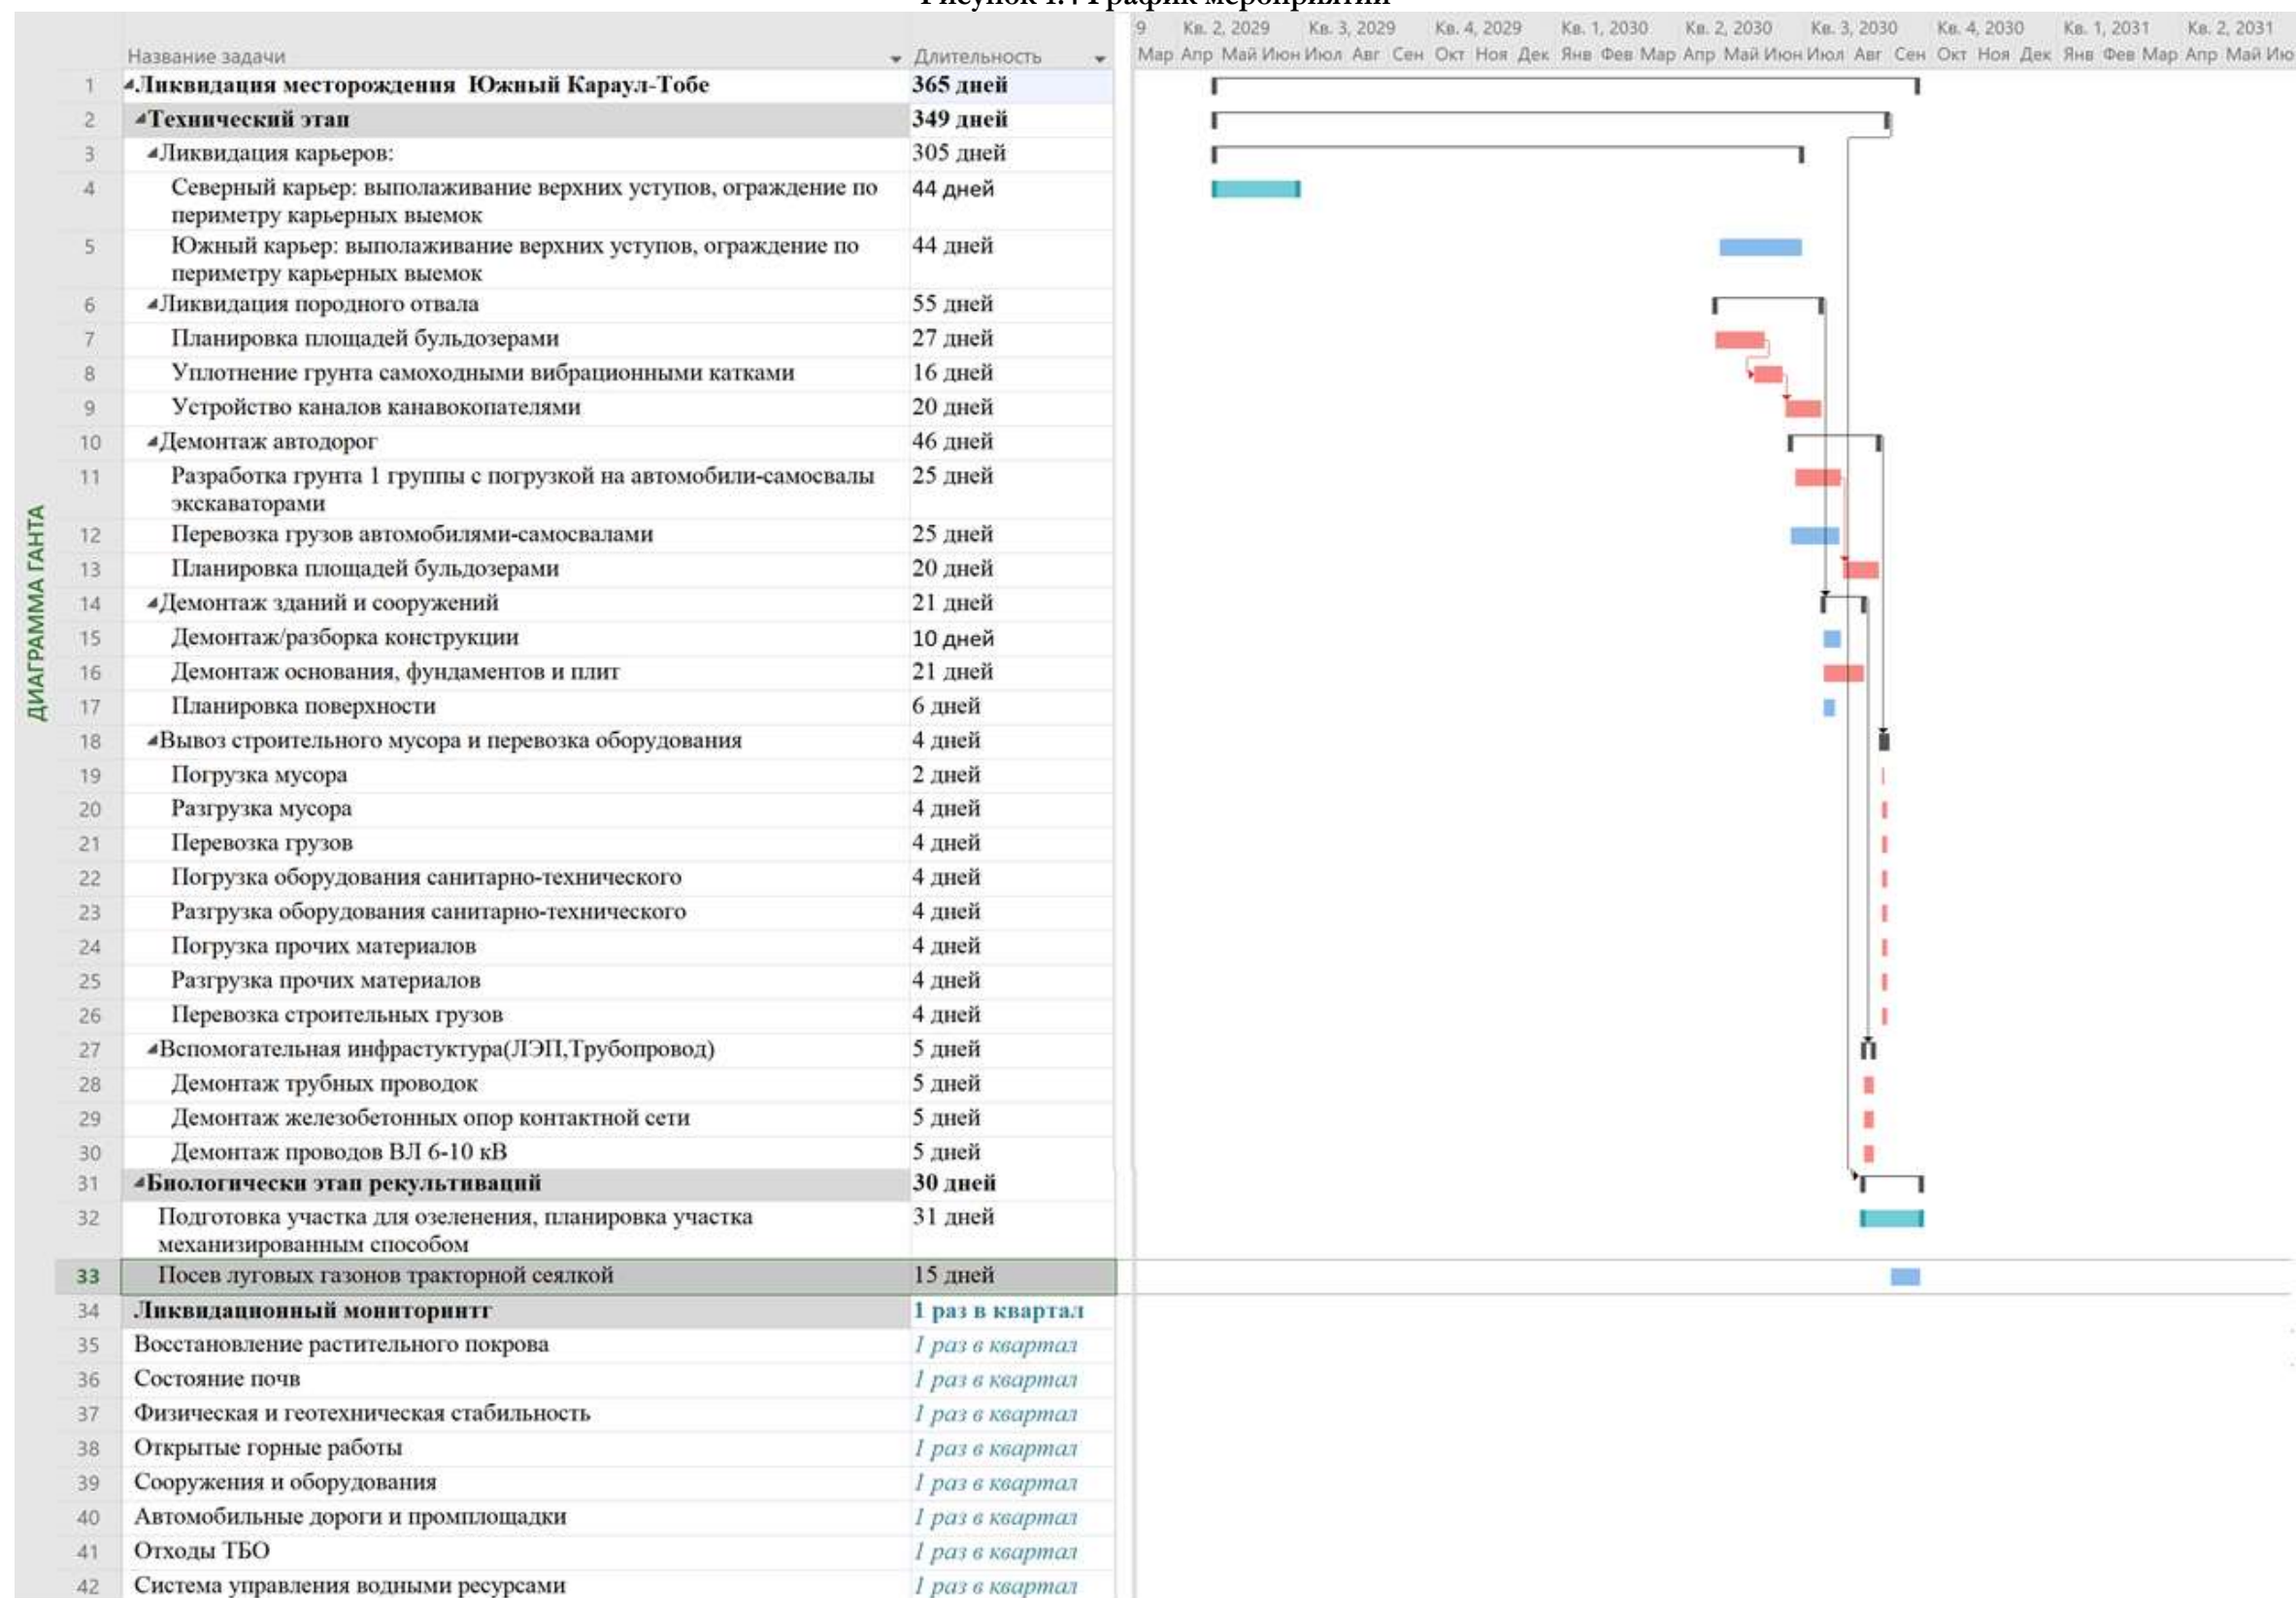 Рисунок 1.4 График мероприятий
9 Кв. 2, 2029 Кв. 3, 2029 Кв. 4, 2029 Кв. 1, 2030 Кв. 2, 2030 Кв. 3, 2030 Кв. 4, 2030 Кв. 1, 2031 Кв. 2, 2031
Название задачи Длительность Мар Апр Май Июн Июл Авг Сен Окт Ноя Дек Янв Фев Мар Апр Май Июн Июл Авг Сен Окт Ноя Дек Янв Фев Мар Апр Май Ию
ДИАГРАММА ГАНТА
1 Ликвидация месторождения Южный Караул-Тобе 365 дней
2 Технический этап 349 дней
3 Ликвидация карьеров: 305 дней
4 Северный карьер: выполаживание верхних уступов, ограждение по 44 дней
периметру карьерных выемок
5 Южный карьер: выполаживание верхних уступов, ограждение по 44 дней
периметру карьерных выемок
6 Ликвидация породного отвала 55 дней
7 Планировка площадей бульдозерами 27 дней
8 Уплотнение грунта самоходными вибрационными катками 16 дней
9 Устройство каналов канавокопателями 20 дней
10 Демонтаж автодорог 46 дней
11 Разработка грунта 1 группы с погрузкой на автомобили-самосвалы 25 дней
экскаваторами
12 Перевозка грузов автомобилями-самосвалами 25 дней
13 Планировка площадей бульдозерами 20 дней
14 Демонтаж зданий и сооружений 21 дней
15 Демонтаж/разборка конструкции 10 дней
16 Демонтаж основания, фундаментов и плит 21 дней
17 Планировка поверхности 6 дней
18 Вывоз строительного мусора и перевозка оборудования 4 дней
19 Погрузка мусора 2 дней
20 Разгрузка мусора 4 дней
21 Перевозка грузов 4 дней
22 Погрузка оборудования санитарно-технического 4 дней
23 Разгрузка оборудования санитарно-технического 4 дней
24 Погрузка прочих материалов 4 дней
25 Разгрузка прочих материалов 4 дней
26 Перевозка строительных грузов 4 дней
27 Вспомогательная инфрастуктура(ЛЭП,Трубопровод) 5 дней
28 Демонтаж трубных проводок 5 дней
29 Демонтаж железобетонных опор контактной сети 5 дней
30 Демонтаж проводов ВЛ 6-10 кВ 5 дней
31 Биологически этап рекультиваций 30 дней
32 Подготовка участка для озеленения, планировка участка 31 дней
механизированным способом
33 Посев луговых газонов тракторной сеялкой 15 дней
34 Ликвидационный мониторинтг 1 раз в квартал
35 Восстановление растительного покрова 1 раз в квартал
36 Состояние почв 1 раз в квартал
37 Физическая и геотехническая стабильность 1 раз в квартал
38 Открытые горные работы 1 раз в квартал
39 Сооружения и оборудования 1 раз в квартал
40 Автомобильные дороги и промплощадки 1 раз в квартал
41 Отходы ТБО 1 раз в квартал
42 Система управления водными ресурсами 1 раз в квартал